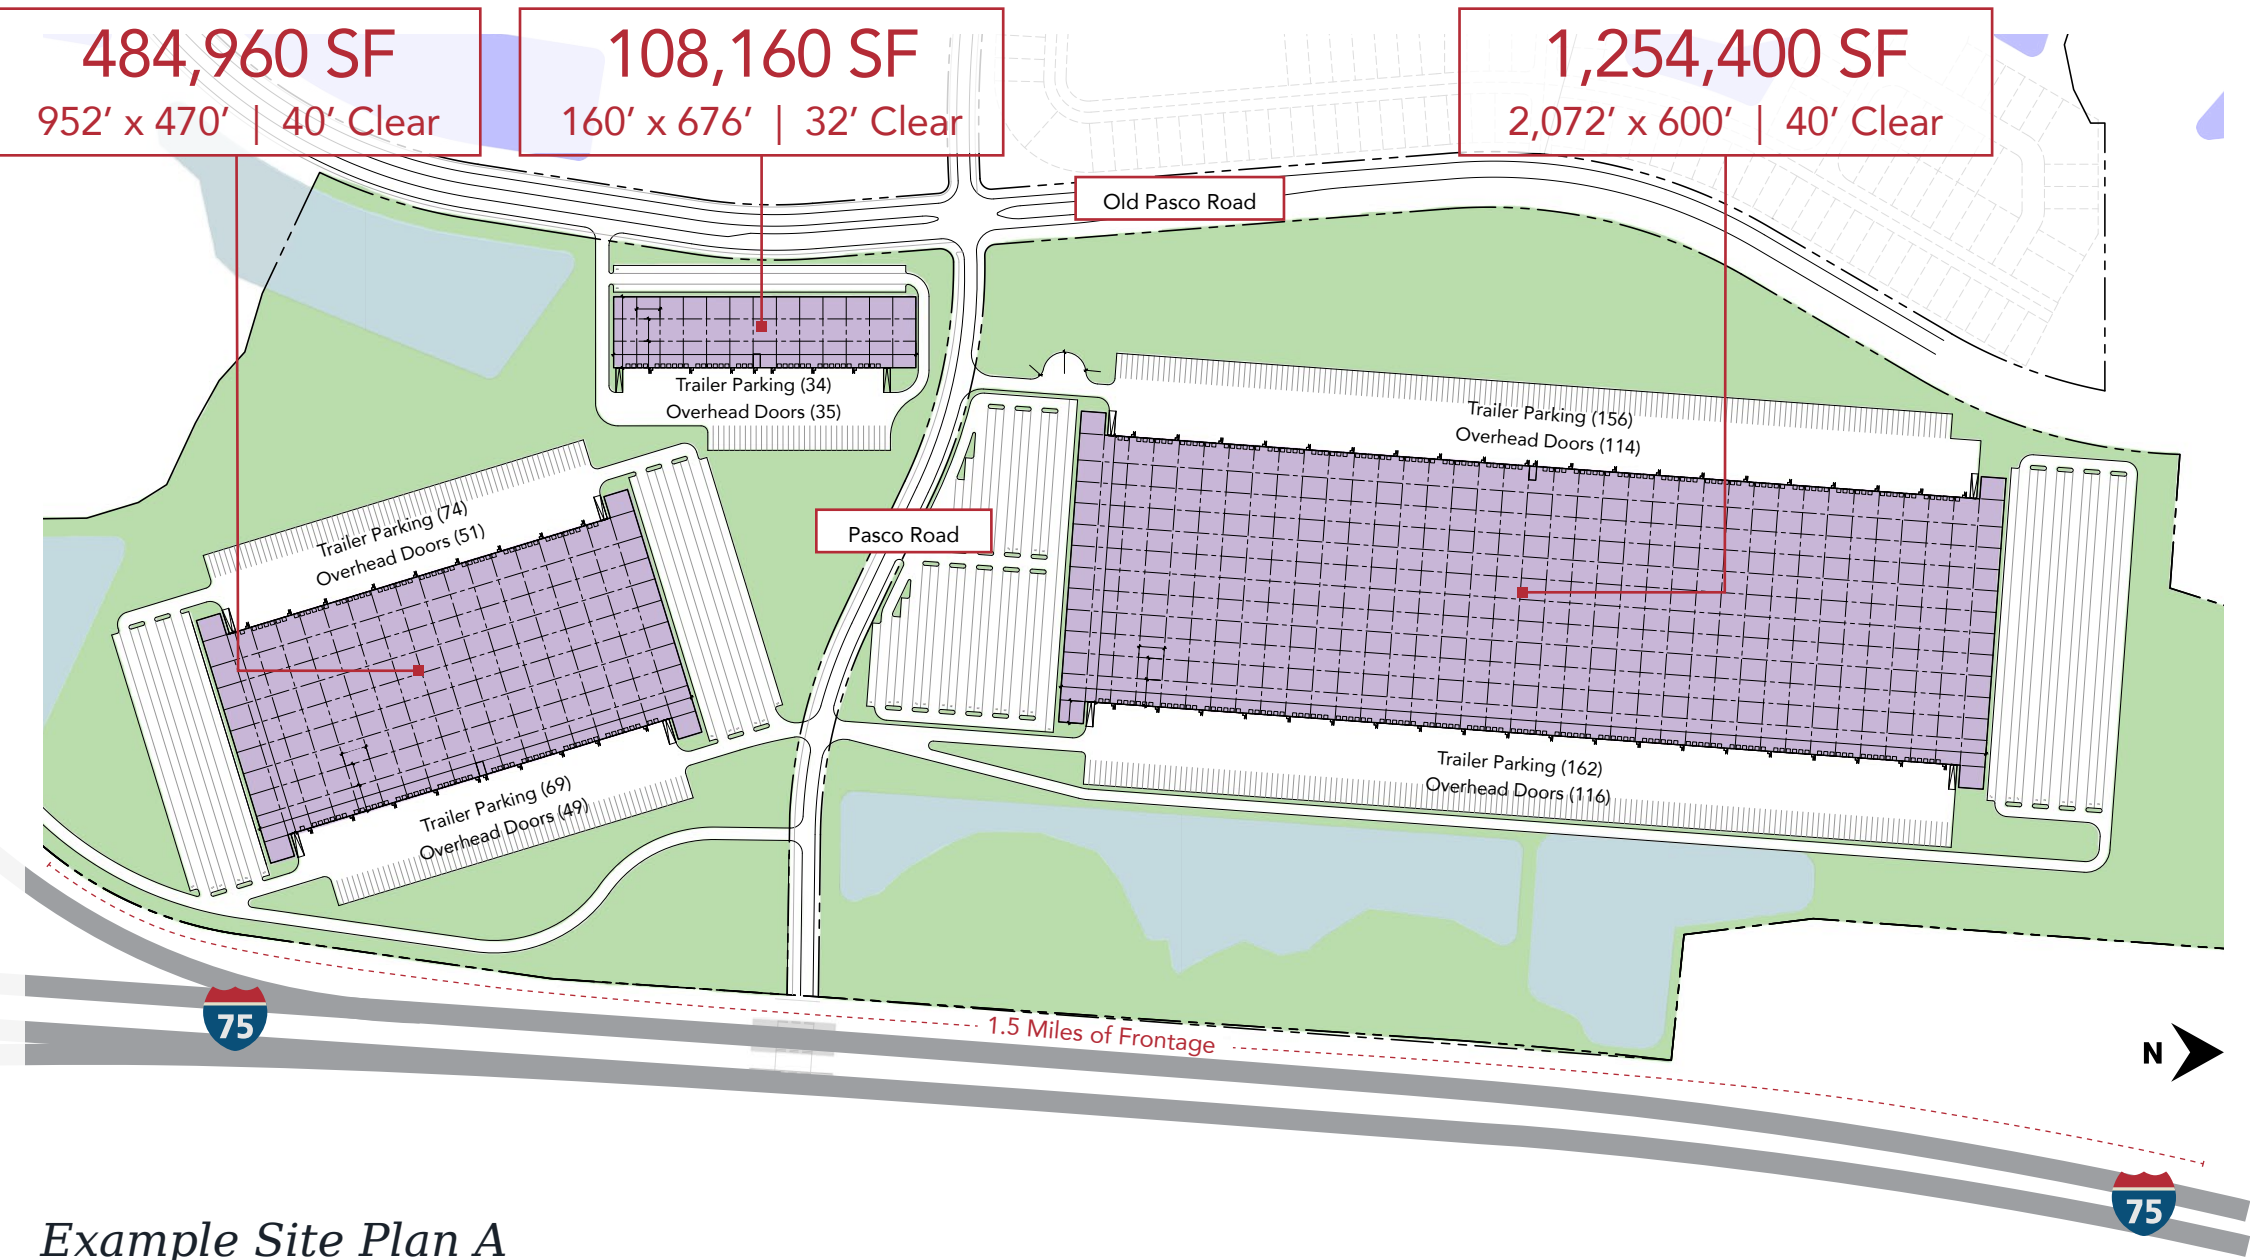 484,960 SF
952’ x 470’ | 40’ Clear
108,160 SF
160’ x 676’ | 32’ Clear
1,254,400 SF
2,072’ x 600’ | 40’ Clear
Old Pasco Road
Trailer Parking (34)
Overhead Doors (35)
Trailer Parking (156)
Overhead Doors (114)
Trailer Parking (74)
Overhead Doors (51)
Pasco Road
Trailer Parking (162)
Overhead Doors (116)
Trailer Parking (69)
Overhead Doors (49)
75
1.5 Miles of Frontage
N
75
Example Site Plan A